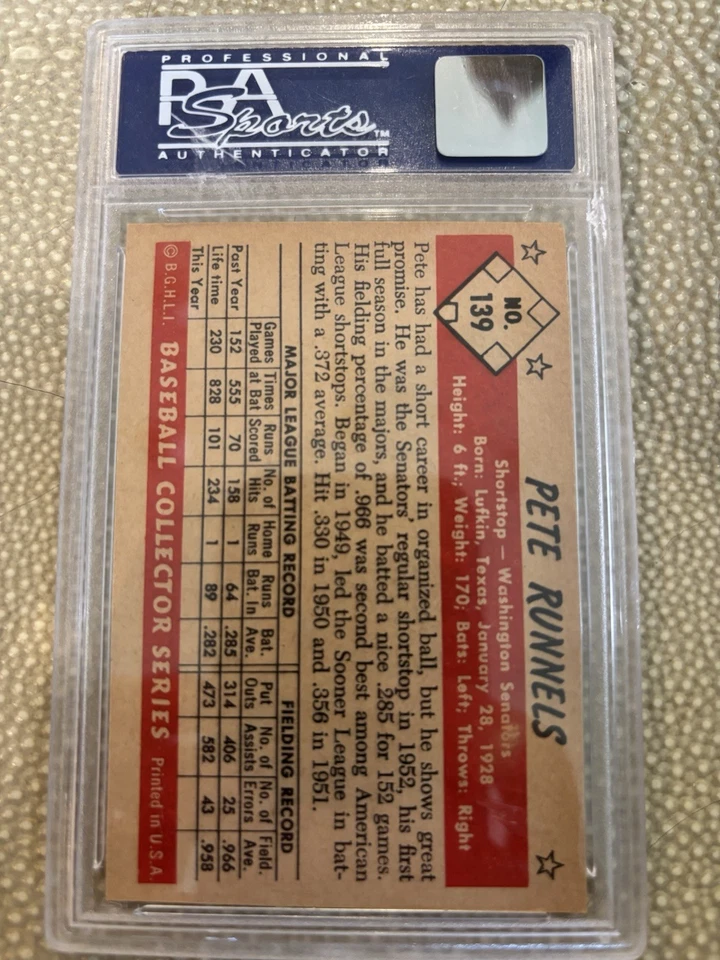 PROFESSIONAL
PSA
Sports™
AUTHENTICATOR
NO.
139
PETE RUNNELS
Shortstop — Washington Senators
Born: Lufkin, Texas, January 28, 1928
Height: 6 ft.; Weight: 170; Bats: Left; Throws: Right
Pete has had a short career in organized ball, but he shows great
promise. He was the Senators' regular shortstop in 1952, his first
full season in the majors, and he batted a nice .285 for 152 games.
His fielding percentage of .966 was second best among American
League shortstops. Began in 1949, led the Sooner League in bat-
ting with a .372 average. Hit .330 in 1950 and .356 in 1951.
MAJOR LEAGUE BATTING RECORD FIELDING RECORD
Games Times Runs No. of Home Runs Bat. Put No. of No. of Field.
Played at Bat Scored Hits Runs Bat. In Ave. Outs Assists Errors Ave.
Past Year 152 555 70 158 1 64 .285 314 406 25 .966
Life time 230 828 101 234 1 89 .282 473 582 43 .958
This Year
© B.G.H.L.I. BASEBALL COLLECTOR SERIES Printed in U.S.A.